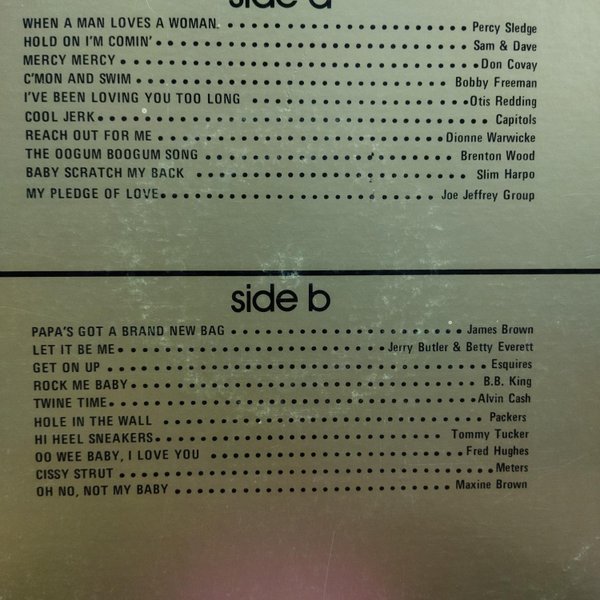 side a
WHEN A MAN LOVES A WOMAN. Percy Sledge
HOLD ON I'M COMIN' Sam & Dave
MERCY MERCY Don Covay
C'MON AND SWIM Bobby Freeman
I'VE BEEN LOVING YOU TOO LONG Otis Redding
COOL JERK Capitols
REACH OUT FOR ME Dionne Warwicke
THE OOGUM BOOGUM SONG Brenton Wood
BABY SCRATCH MY BACK Slim Harpo
MY PLEDGE OF LOVE Joe Jeffrey Group
side b
PAPA'S GOT A BRAND NEW BAG James Brown
LET IT BE ME Jerry Butler & Betty Everett
GET ON UP Esquires
ROCK ME BABY B.B. King
TWINE TIME Alvin Cash
HOLE IN THE WALL Packers
HI HEEL SNEAKERS Tommy Tucker
OO WEE BABY, I LOVE YOU Fred Hughes
CISSY STRUT Meters
OH NO, NOT MY BABY Maxine Brown